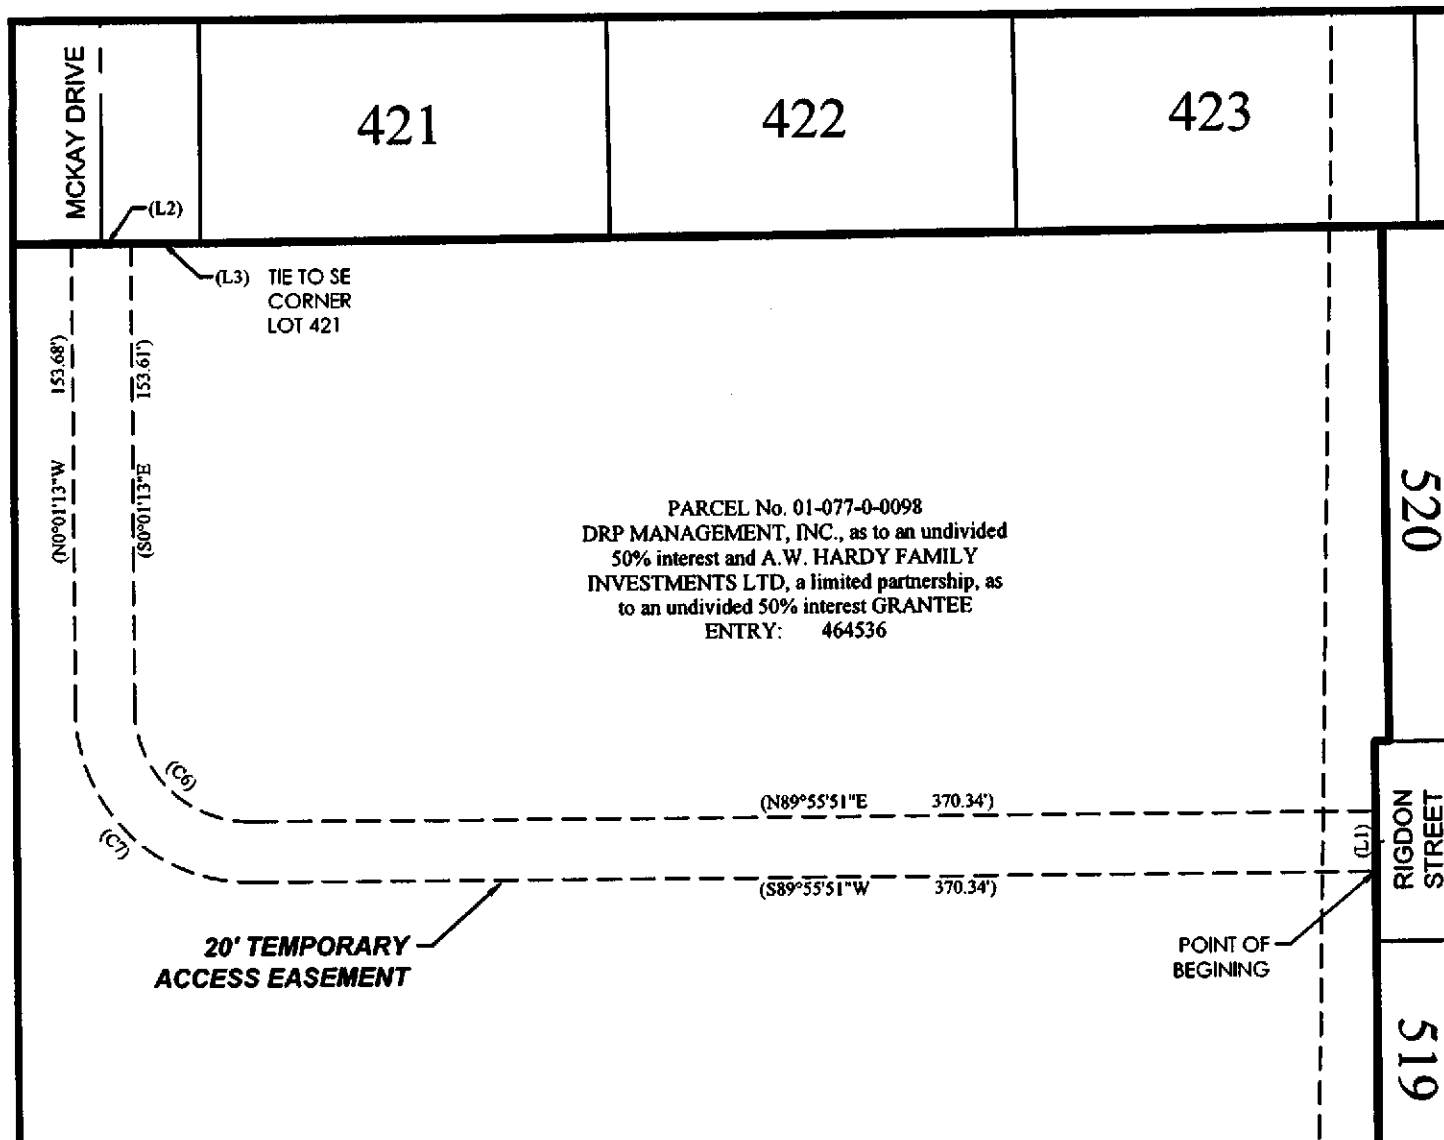 MCKAY DRIVE
421
422
423
(L2)
(L3) TIE TO SE
CORNER
LOT 421
(N0°01'13"W 153.68')
(S0°01'13"E 153.61')
PARCEL No. 01-077-0-0098
DRP MANAGEMENT, INC., as to an undivided
50% interest and A.W. HARDY FAMILY
INVESTMENTS LTD, a limited partnership, as
to an undivided 50% interest GRANTEE
ENTRY: 464536
520
(C6)
(C7)
(N89°55'51"E 370.34')
(S89°55'51"W 370.34')
(L1)
RIGDON
STREET
20' TEMPORARY
ACCESS EASEMENT
POINT OF
BEGINING
519